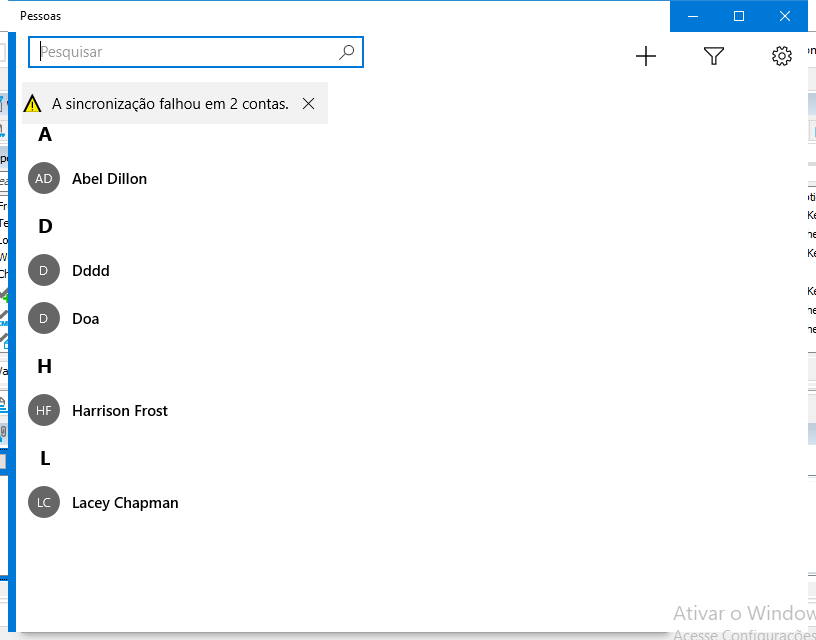 Pessoas
Pesquisar
A sincronização falhou em 2 contas.
A
AD Abel Dillon
D
D Dddd
D Doa
H
HF Harrison Frost
L
LC Lacey Chapman
Ativar o Window
Acesse Configurações